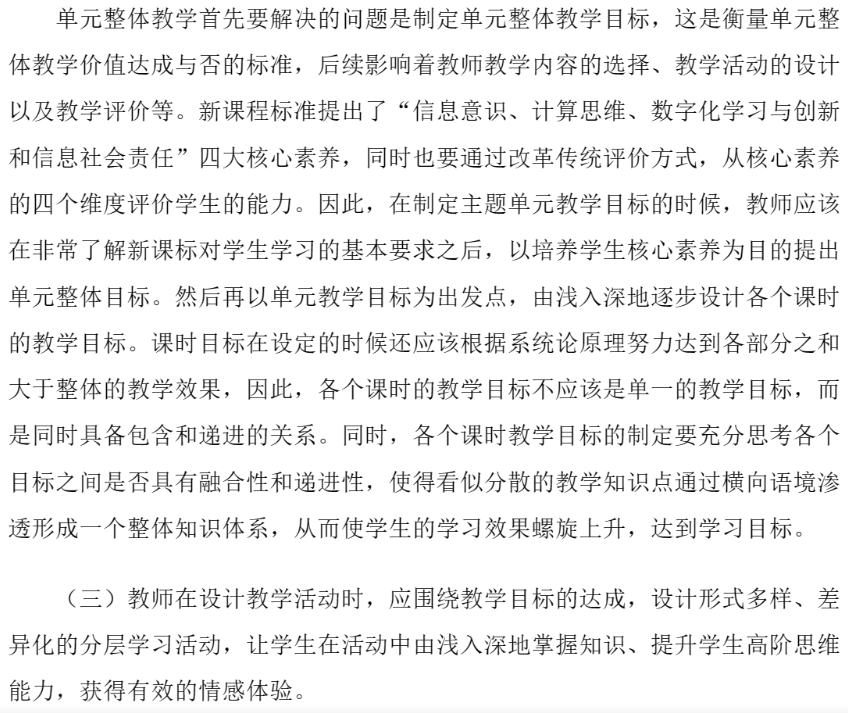 单元整体教学首先要解决的问题是制定单元整体教学目标，这是衡量单元整
体教学价值达成与否的标准，后续影响着教师教学内容的选择、教学活动的设计
以及教学评价等。新课程标准提出了“信息意识、计算思维、数字化学习与创新
和信息社会责任”四大核心素养，同时也要通过改革传统评价方式，从核心素养
的四个维度评价学生的能力。因此，在制定主题单元教学目标的时候，教师应该
在非常了解新课标对学生学习的基本要求之后，以培养学生核心素养为目的提出
单元整体目标。然后再以单元教学目标为出发点，由浅入深地逐步设计各个课时
的教学目标。课时目标在设定的时候还应该根据系统论原理努力达到各部分之和
大于整体的教学效果，因此，各个课时的教学目标不应该是单一的教学目标，而
是同时具备包含和递进的关系。同时，各个课时教学目标的制定要充分思考各个
目标之间是否具有融合性和递进性，使得看似分散的教学知识点通过横向语境渗
透形成一个整体知识体系，从而使学生的学习效果螺旋上升，达到学习目标。
（三）教师在设计教学活动时，应围绕教学目标的达成，设计形式多样、差
异化的分层学习活动，让学生在活动中由浅入深地掌握知识、提升学生高阶思维
能力，获得有效的情感体验。